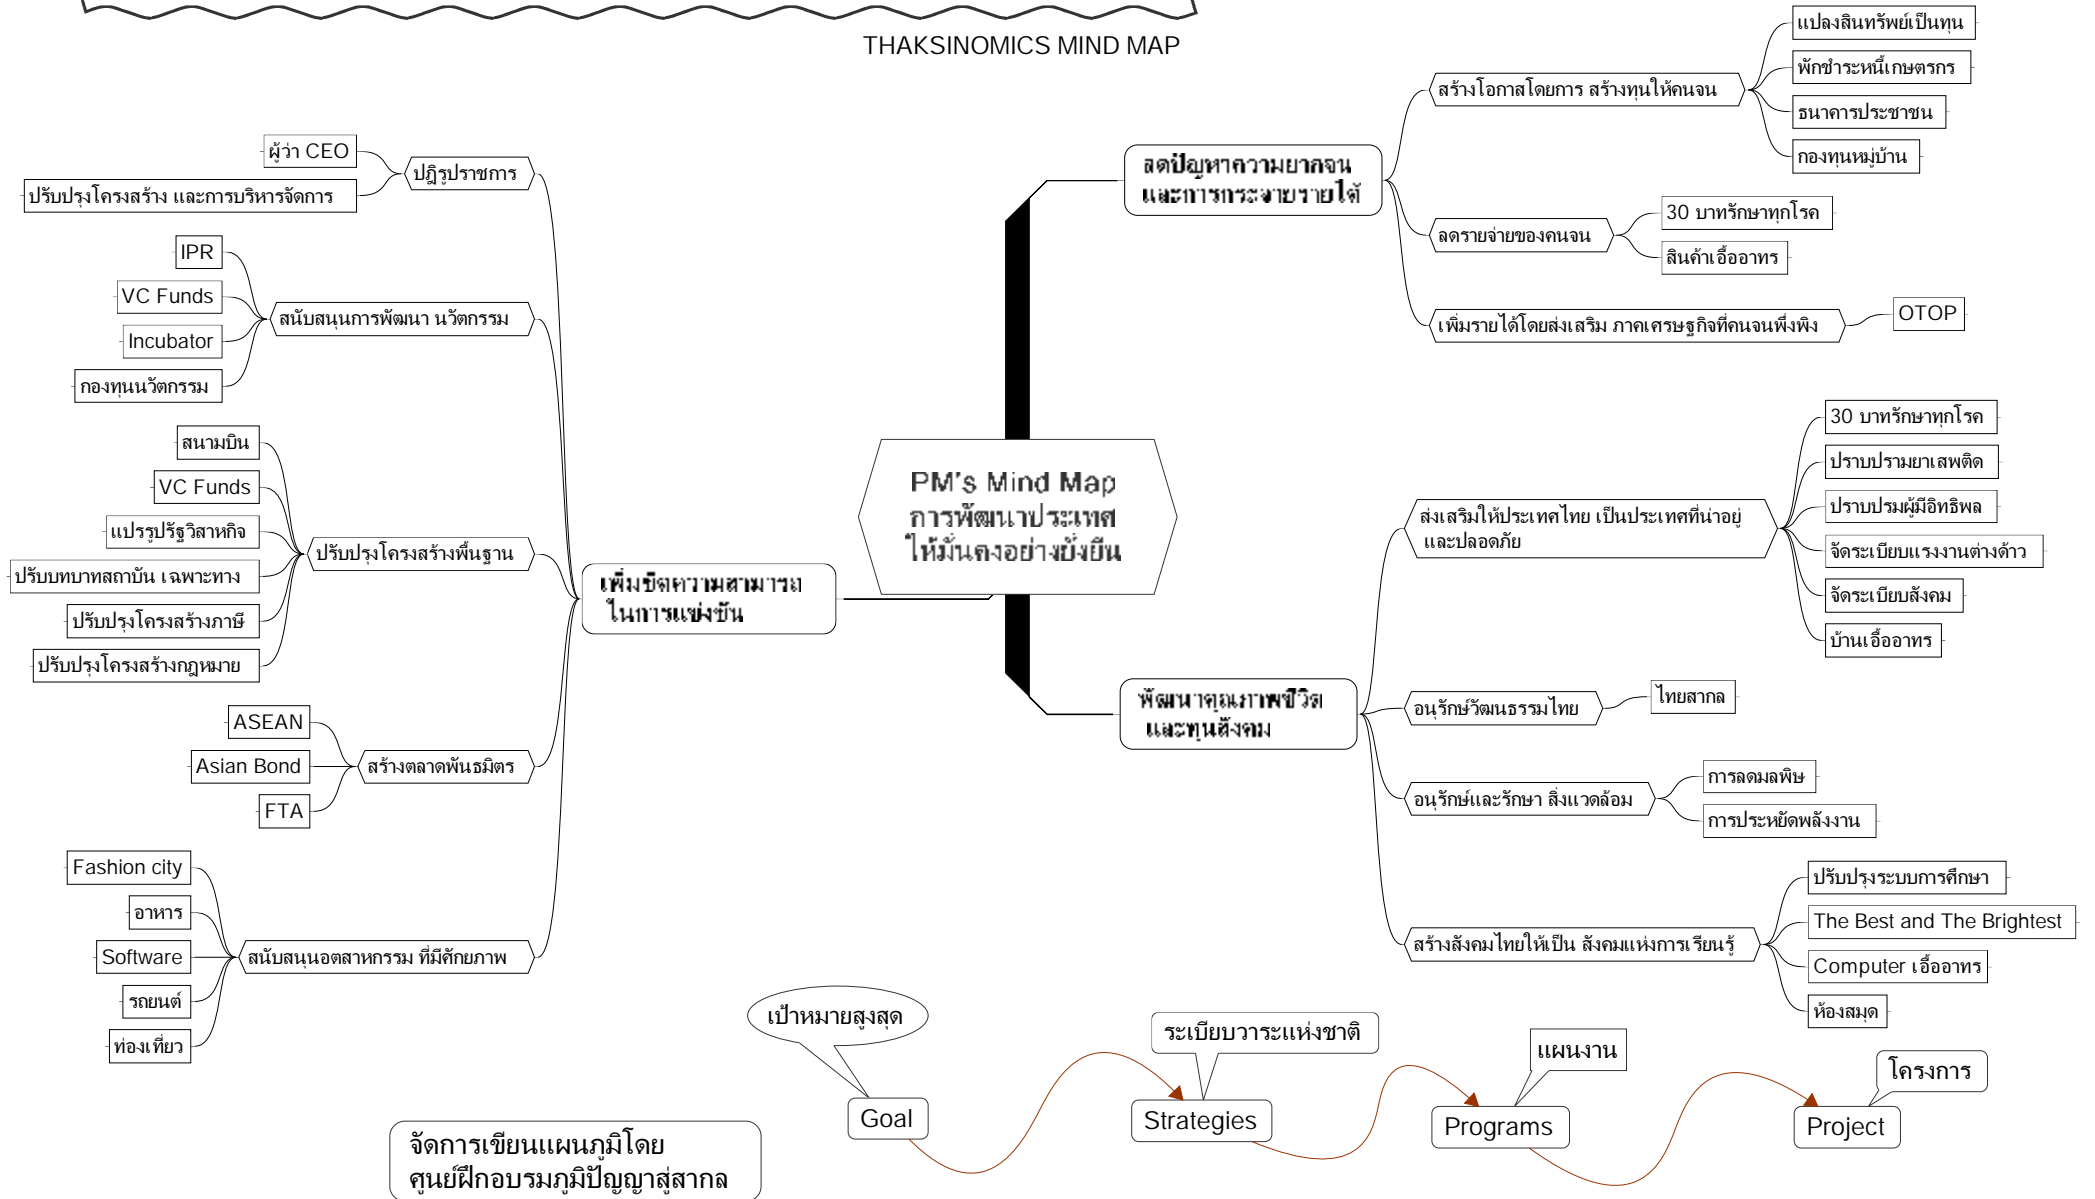 THAKSINOMICS MIND MAP
PM's Mind Map
การพัฒนาประเทศ
ให้มั่นคงอย่างยั่งยืน
ลดปัญหาความยากจน
และการกระจายรายได้
สร้างโอกาสโดยการ สร้างทุนให้คนจน
แปลงสินทรัพย์เป็นทุน
พักชำระหนี้เกษตรกร
ธนาคารประชาชน
กองทุนหมู่บ้าน
ลดรายจ่ายของคนจน
30 บาทรักษาทุกโรค
สินค้าเอื้ออาทร
เพิ่มรายได้โดยส่งเสริม ภาคเศรษฐกิจที่คนจนพึ่งพิง
OTOP
พัฒนาคุณภาพชีวิต
และทุนสังคม
ส่งเสริมให้ประเทศไทย เป็นประเทศที่น่าอยู่
และปลอดภัย
30 บาทรักษาทุกโรค
ปราบปรามยาเสพติด
ปราบปรมผู้มีอิทธิพล
จัดระเบียบแรงงานต่างด้าว
จัดระเบียบสังคม
บ้านเอื้ออาทร
อนุรักษ์วัฒนธรรมไทย
ไทยสากล
อนุรักษ์และรักษา สิ่งแวดล้อม
การลดมลพิษ
การประหยัดพลังงาน
สร้างสังคมไทยให้เป็น สังคมแห่งการเรียนรู้
ปรับปรุงระบบการศึกษา
The Best and The Brightest
Computer เอื้ออาทร
ห้องสมุด
เพิ่มขีดความสามารถ
ในการแข่งขัน
ปฎิรูปราชการ
ผู้ว่า CEO
ปรับปรุงโครงสร้าง และการบริหารจัดการ
สนับสนุนการพัฒนา นวัตกรรม
IPR
VC Funds
Incubator
กองทุนนวัตกรรม
ปรับปรุงโครงสร้างพื้นฐาน
สนามบิน
VC Funds
แปรรูปรัฐวิสาหกิจ
ปรับบทบาทสถาบัน เฉพาะทาง
ปรับปรุงโครงสร้างภาษี
ปรับปรุงโครงสร้างกฎหมาย
สร้างตลาดพันธมิตร
ASEAN
Asian Bond
FTA
สนับสนุนอตสาหกรรม ที่มีศักยภาพ
Fashion city
อาหาร
Software
รถยนต์
ท่องเที่ยว
เป้าหมายสูงสุด
Goal
ระเบียบวาระแห่งชาติ
Strategies
แผนงาน
Programs
โครงการ
Project
จัดการเขียนแผนภูมิโดย
ศูนย์ฝึกอบรมภูมิปัญญาสู่สากล